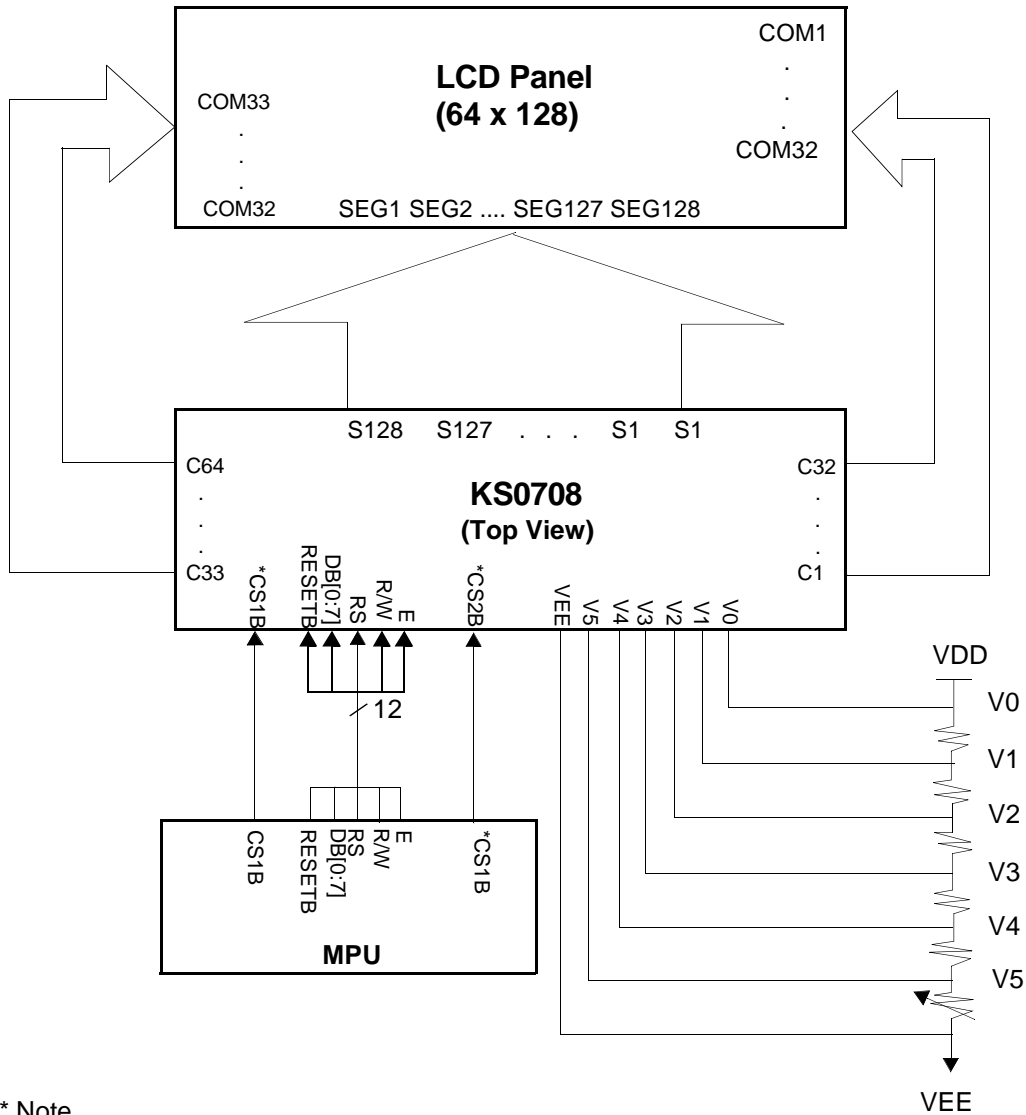 COM1
.
.
.
COM32
LCD Panel
(64 x 128)
COM33
.
.
.
COM32
SEG1 SEG2 .... SEG127 SEG128
S128 S127 . . . S1 S1
C64
.
.
.
C33
KS0708
(Top View)
C32
.
.
.
C1
*CS1B
RESETB
DB[0:7]
RS
R/W
E
*CS2B
VEE
V5
V4
V3
V2
V1
V0
12
CS1B
RESETB
DB[0:7]
RS
R/W
E
*CS1B
MPU
VDD
V0
V1
V2
V3
V4
V5
VEE
* Note